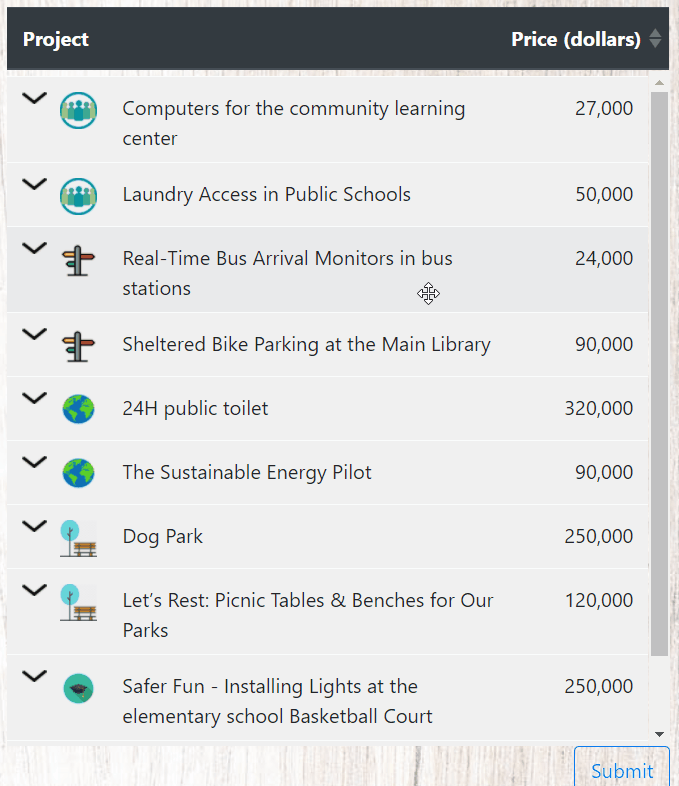 Project Price (dollars)
Computers for the community learning 27,000
center
Laundry Access in Public Schools 50,000
Real-Time Bus Arrival Monitors in bus 24,000
stations
Sheltered Bike Parking at the Main Library 90,000
24H public toilet 320,000
The Sustainable Energy Pilot 90,000
Dog Park 250,000
Let’s Rest: Picnic Tables & Benches for Our 120,000
Parks
Safer Fun - Installing Lights at the 250,000
elementary school Basketball Court
Submit